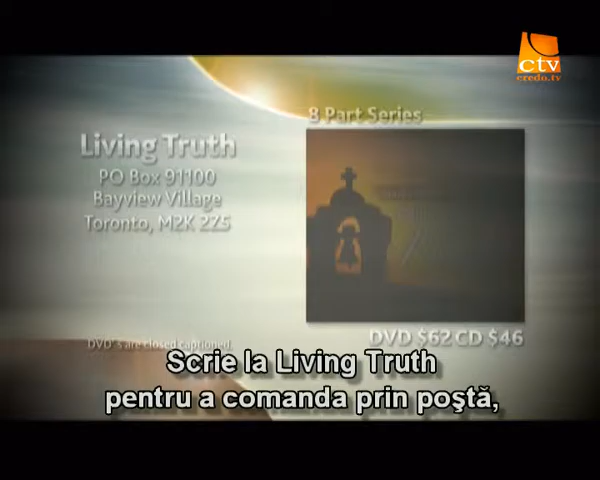 ctv
credo.tv
8 Part Series
Living Truth
PO Box 91100
Bayview Village
Toronto, M2K 2Z5
DVD $62 CD $46
DVD's are closed captioned.
Scrie la Living Truth
pentru a comanda prin poştă,